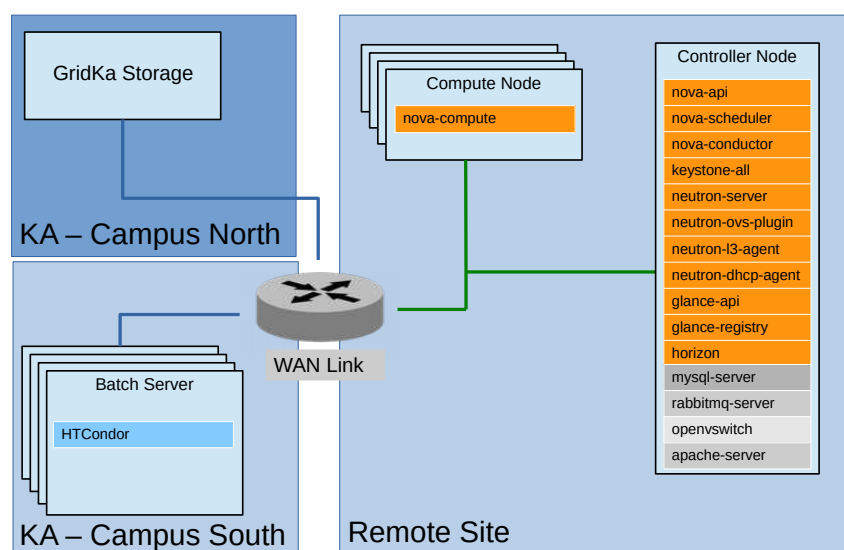 GridKa Storage
KA – Campus North
Compute Node
nova-compute
Controller Node
nova-api
nova-scheduler
nova-conductor
keystone-all
neutron-server
neutron-ovs-plugin
neutron-l3-agent
neutron-dhcp-agent
glance-api
glance-registry
horizon
mysql-server
rabbitmq-server
openvswitch
apache-server
WAN Link
Batch Server
HTCondor
KA – Campus South
Remote Site